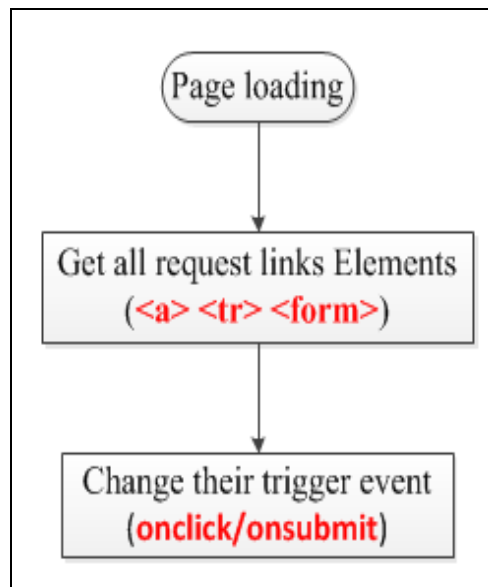 Page loading
Get all request links Elements
(<a> <tr> <form>)
Change their trigger event
(onclick/onsubmit)